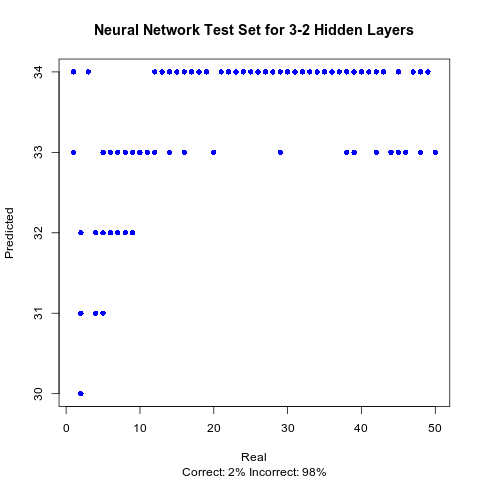 Neural Network Test Set for 3-2 Hidden Layers
Predicted
34
33
32
31
30
0 10 20 30 40 50
Real
Correct: 2% Incorrect: 98%